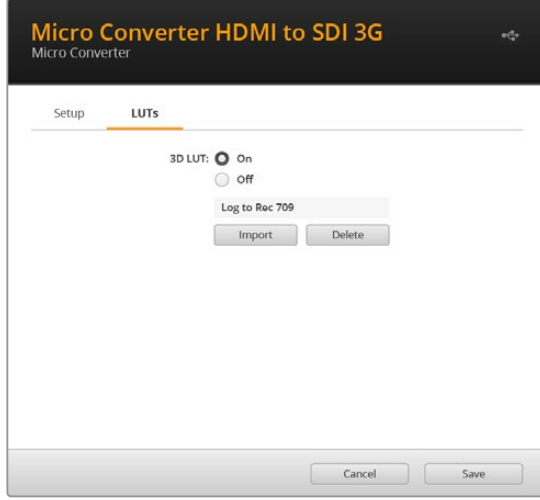 Micro Converter HDMI to SDI 3G
Micro Converter
Setup LUTs
3D LUT: On
Off
Log to Rec 709
Import Delete
Cancel Save